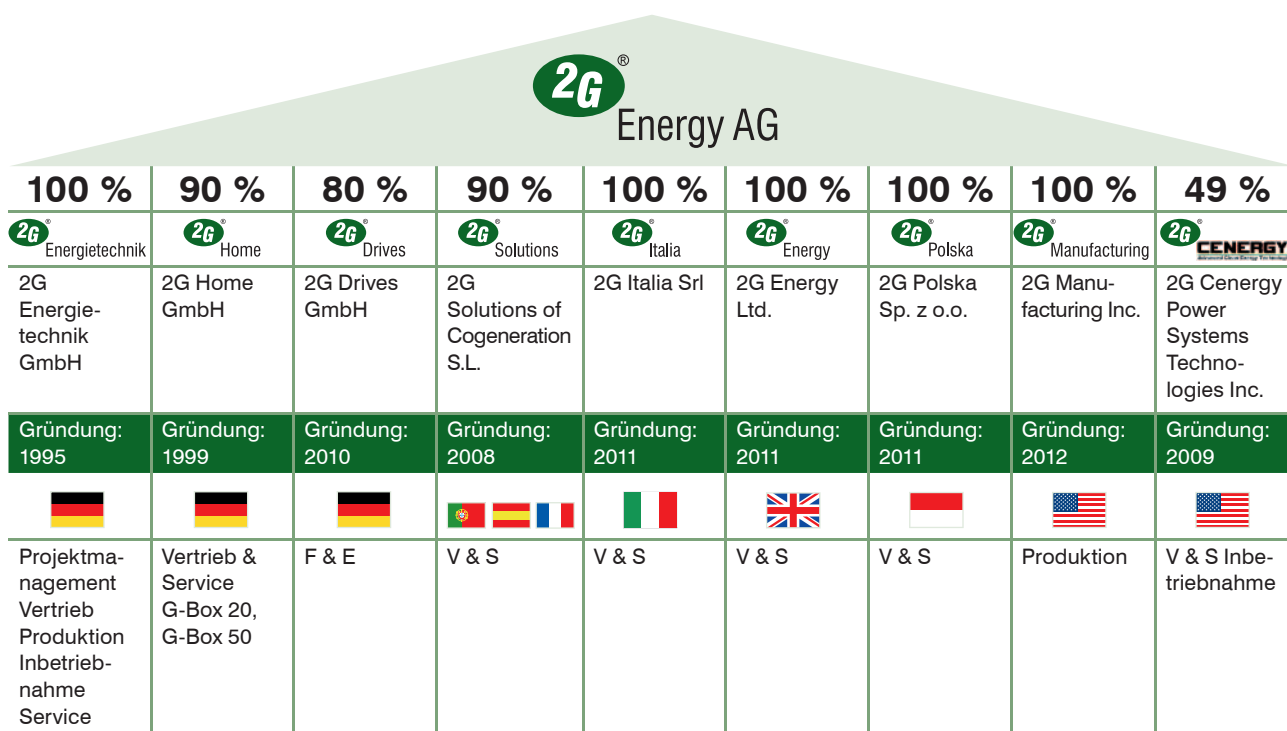 2G®
Energy AG
100 %
90 %
80 %
90 %
100 %
100 %
100 %
100 %
49 %
2G® Energietechnik
2G® Home
2G® Drives
2G® Solutions
2G® Italia
2G® Energy
2G® Polska
2G® Manufacturing
2G® CENERGY
Advanced Clean Energy Technology
2G
Energie-
technik
GmbH
2G Home
GmbH
2G Drives
GmbH
2G
Solutions of
Cogeneration
S.L.
2G Italia Srl
2G Energy
Ltd.
2G Polska
Sp. z o.o.
2G Manu-
facturing Inc.
2G Cenergy
Power
Systems
Techno-
logies Inc.
Gründung:
1995
Gründung:
1999
Gründung:
2010
Gründung:
2008
Gründung:
2011
Gründung:
2011
Gründung:
2011
Gründung:
2012
Gründung:
2009
Projektma-
nagement
Vertrieb
Produktion
Inbetrieb-
nahme
Service
Vertrieb &
Service
G-Box 20,
G-Box 50
F & E
V & S
V & S
V & S
V & S
Produktion
V & S Inbe-
triebnahme